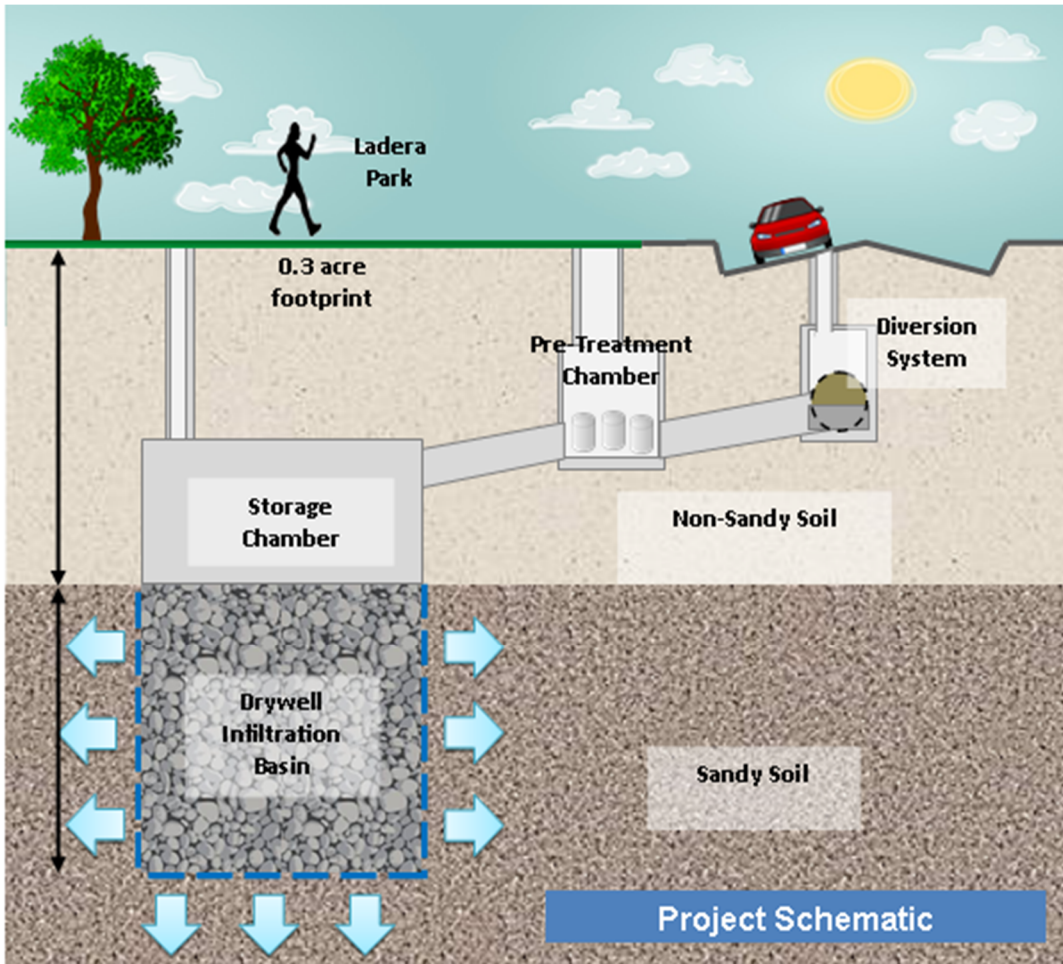 Ladera
Park
0.3 acre
footprint
Pre-Treatment
Chamber
Diversion
System
Storage
Chamber
Non-Sandy Soil
Drywell
Infiltration
Basin
Sandy Soil
Project Schematic